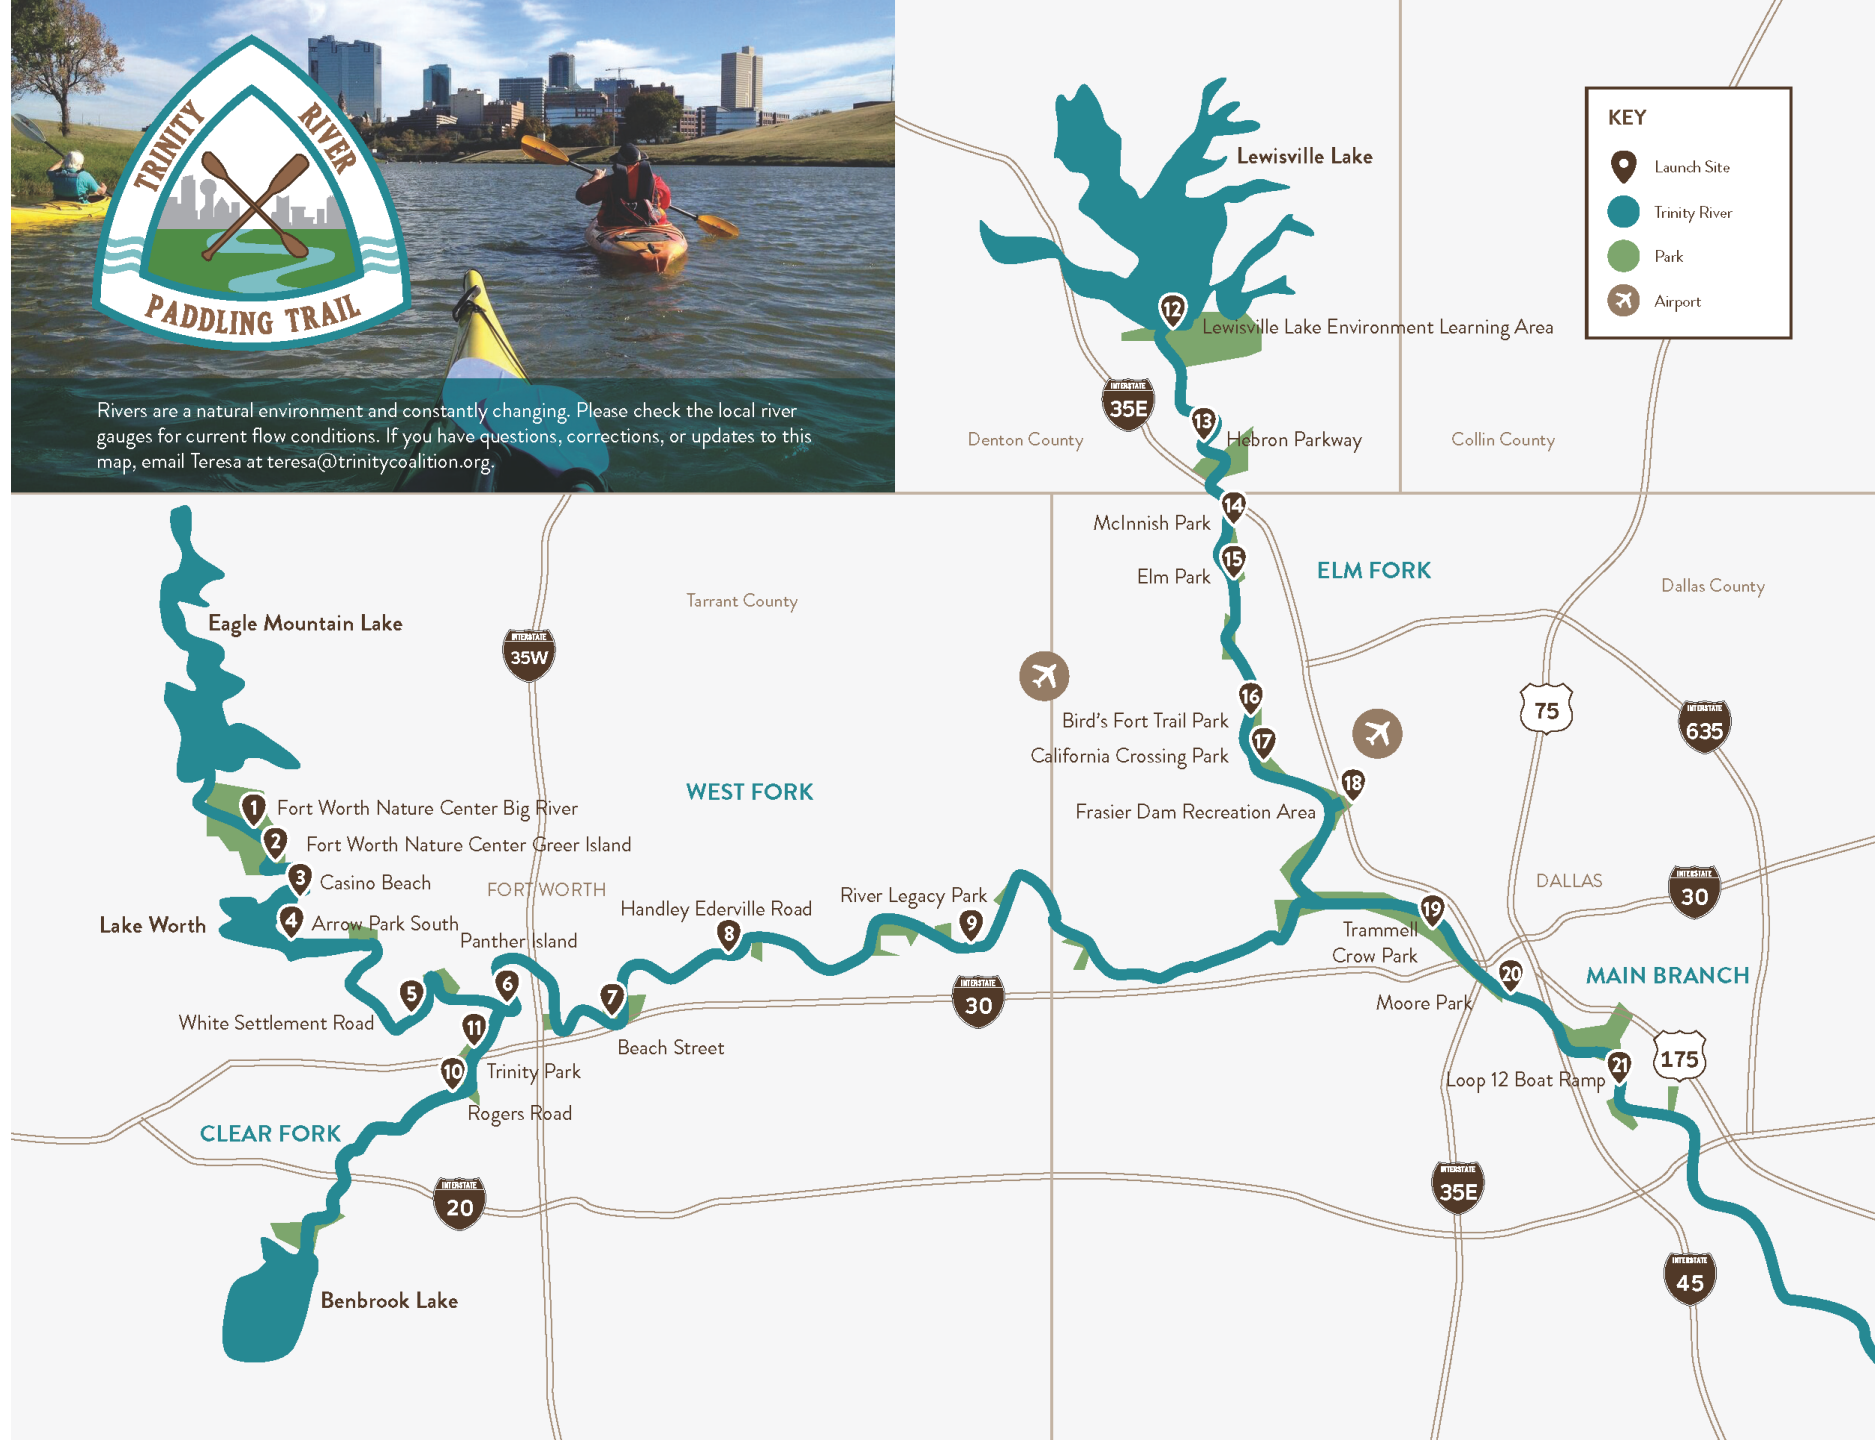 TRINITY
RIVER
PADDLING TRAIL
Rivers are a natural environment and constantly changing. Please check the local river
gauges for current flow conditions. If you have questions, corrections, or updates to this
map, email Teresa at teresa@trinitycoalition.org.
KEY
Launch Site
Trinity River
Park
Airport
Lewisville Lake
12
Lewisville Lake Environment Learning Area
INTERSTATE
35E
13
Hebron Parkway
Denton County
Collin County
14
McInnish Park
15
Elm Park
ELM FORK
Dallas County
Tarrant County
Eagle Mountain Lake
INTERSTATE
35W
16
Bird's Fort Trail Park
17
California Crossing Park
75
INTERSTATE
635
18
Frasier Dam Recreation Area
WEST FORK
1
Fort Worth Nature Center Big River
2
Fort Worth Nature Center Greer Island
3
Casino Beach
FORT WORTH
DALLAS
INTERSTATE
30
Lake Worth
4
Arrow Park South
Panther Island
Handley Ederville Road
8
River Legacy Park
9
19
Trammell
Crow Park
20
MAIN BRANCH
Moore Park
5
6
7
INTERSTATE
30
White Settlement Road
11
Beach Street
175
10
Trinity Park
21
Loop 12 Boat Ramp
Rogers Road
CLEAR FORK
INTERSTATE
20
INTERSTATE
35E
INTERSTATE
45
Benbrook Lake